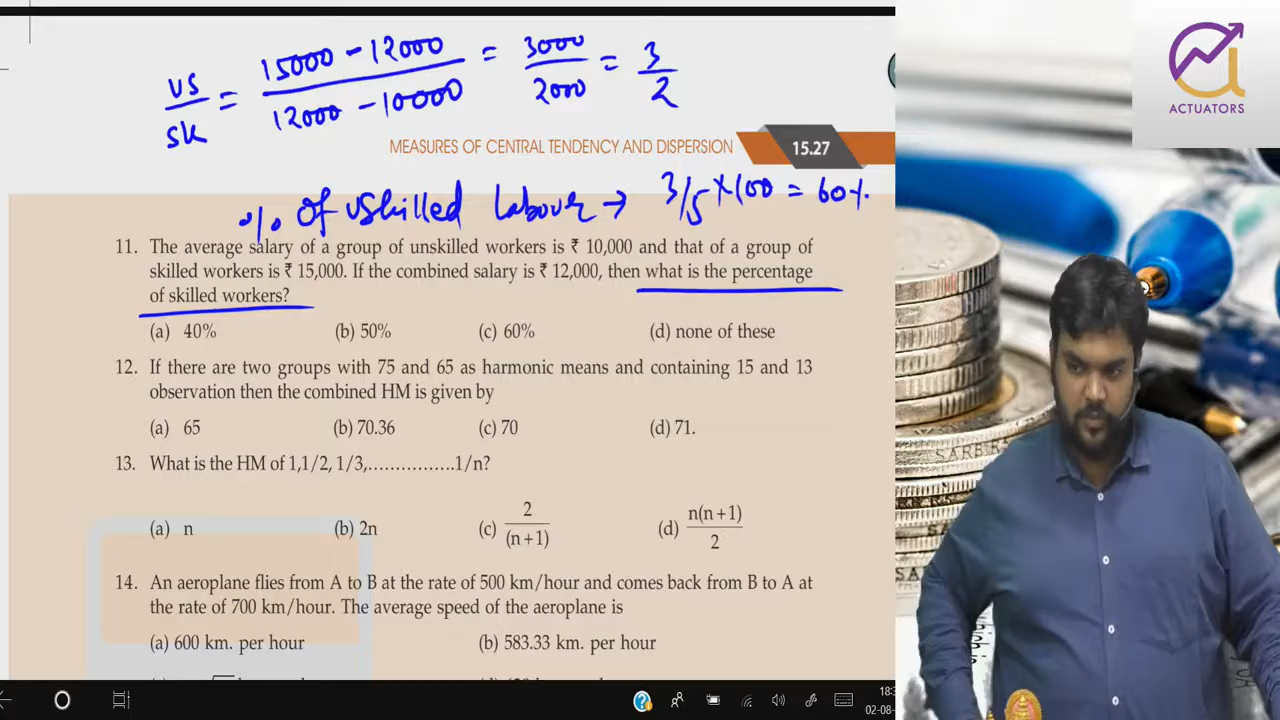 US/SK = 15000 - 12000 / 12000 - 10000 = 3000/2000 = 3/2
MEASURES OF CENTRAL TENDENCY AND DISPERSION 15.27
% Of USkilled labour → 3/5 × 100 = 60%
11. The average salary of a group of unskilled workers is ₹ 10,000 and that of a group of
skilled workers is ₹ 15,000. If the combined salary is ₹ 12,000, then what is the percentage
of skilled workers?
(a) 40% (b) 50% (c) 60% (d) none of these
12. If there are two groups with 75 and 65 as harmonic means and containing 15 and 13
observation then the combined HM is given by
(a) 65 (b) 70.36 (c) 70 (d) 71.
13. What is the HM of 1,1/2, 1/3,................1/n?
(a) n (b) 2n (c) 2/(n+1) (d) n(n+1)/2
14. An aeroplane flies from A to B at the rate of 500 km/hour and comes back from B to A at
the rate of 700 km/hour. The average speed of the aeroplane is
(a) 600 km. per hour (b) 583.33 km. per hour
ACTUATORS
18:3
02-08-